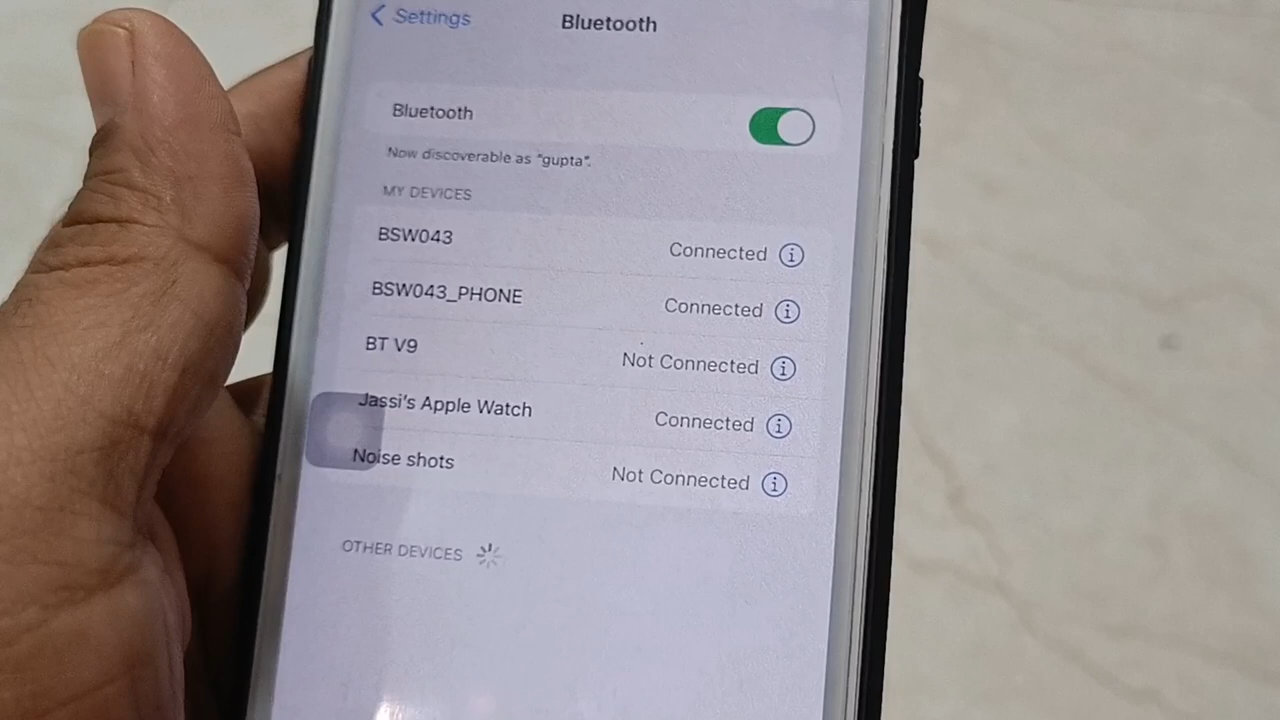 Settings
Bluetooth
Bluetooth
Now discoverable as "gupta".
MY DEVICES
BSW043 Connected
BSW043_PHONE Connected
BT V9 Not Connected
Jassi's Apple Watch Connected
Noise shots Not Connected
OTHER DEVICES